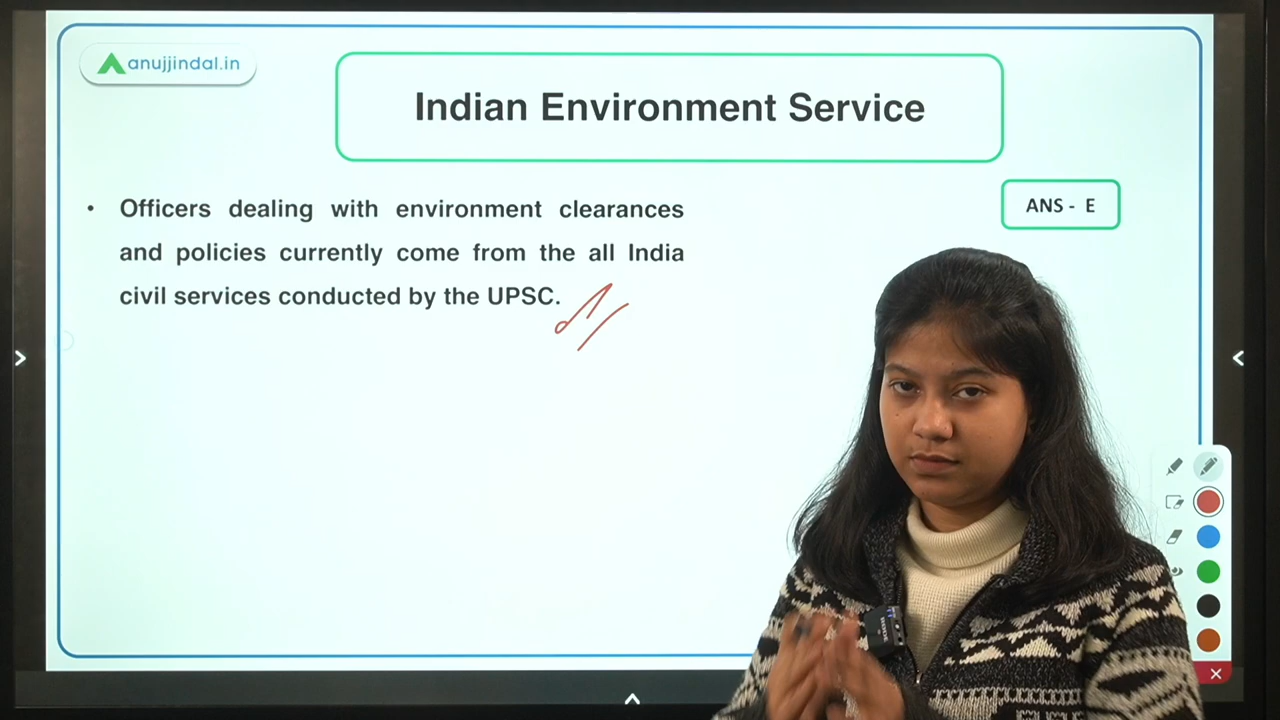 anujjindal.in
Indian Environment Service
ANS - E
• Officers dealing with environment clearances
and policies currently come from the all India
civil services conducted by the UPSC.